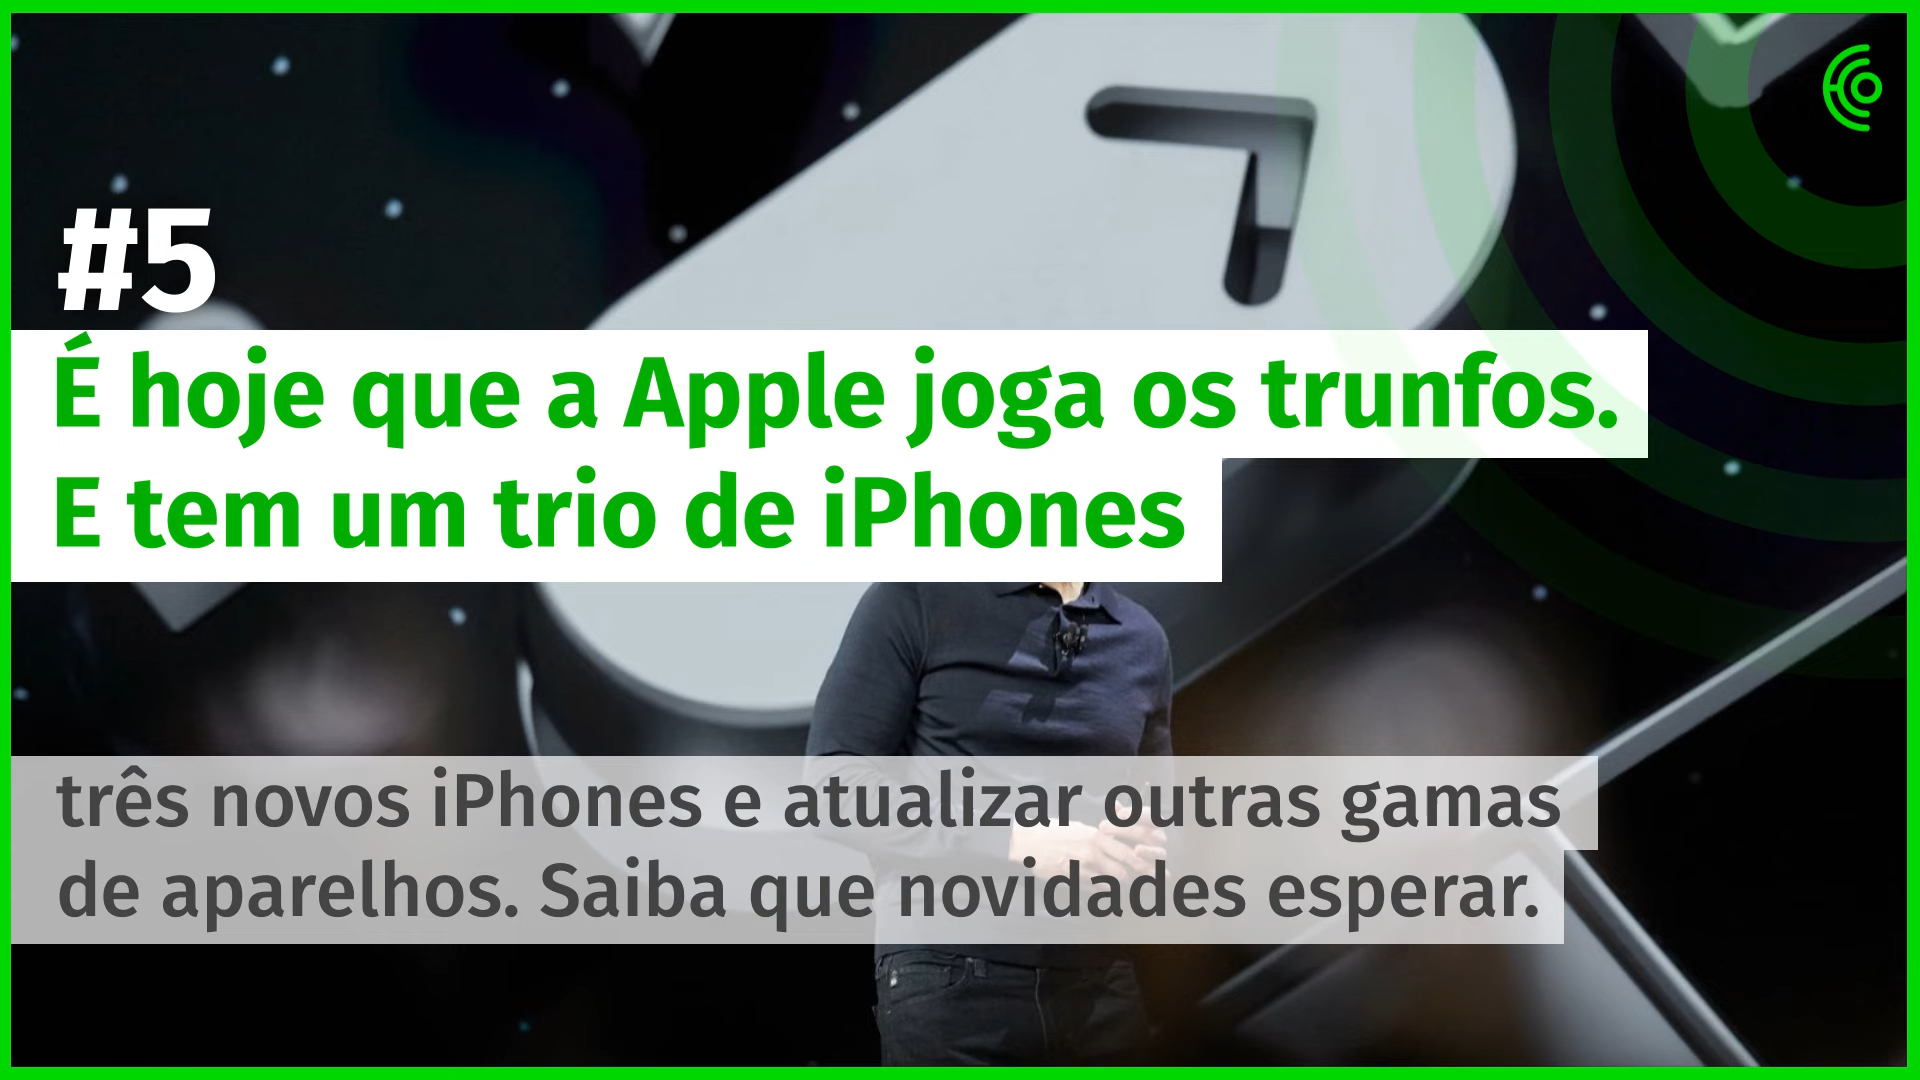 #5
É hoje que a Apple joga os trunfos.
E tem um trio de iPhones
três novos iPhones e atualizar outras gamas
de aparelhos. Saiba que novidades esperar.